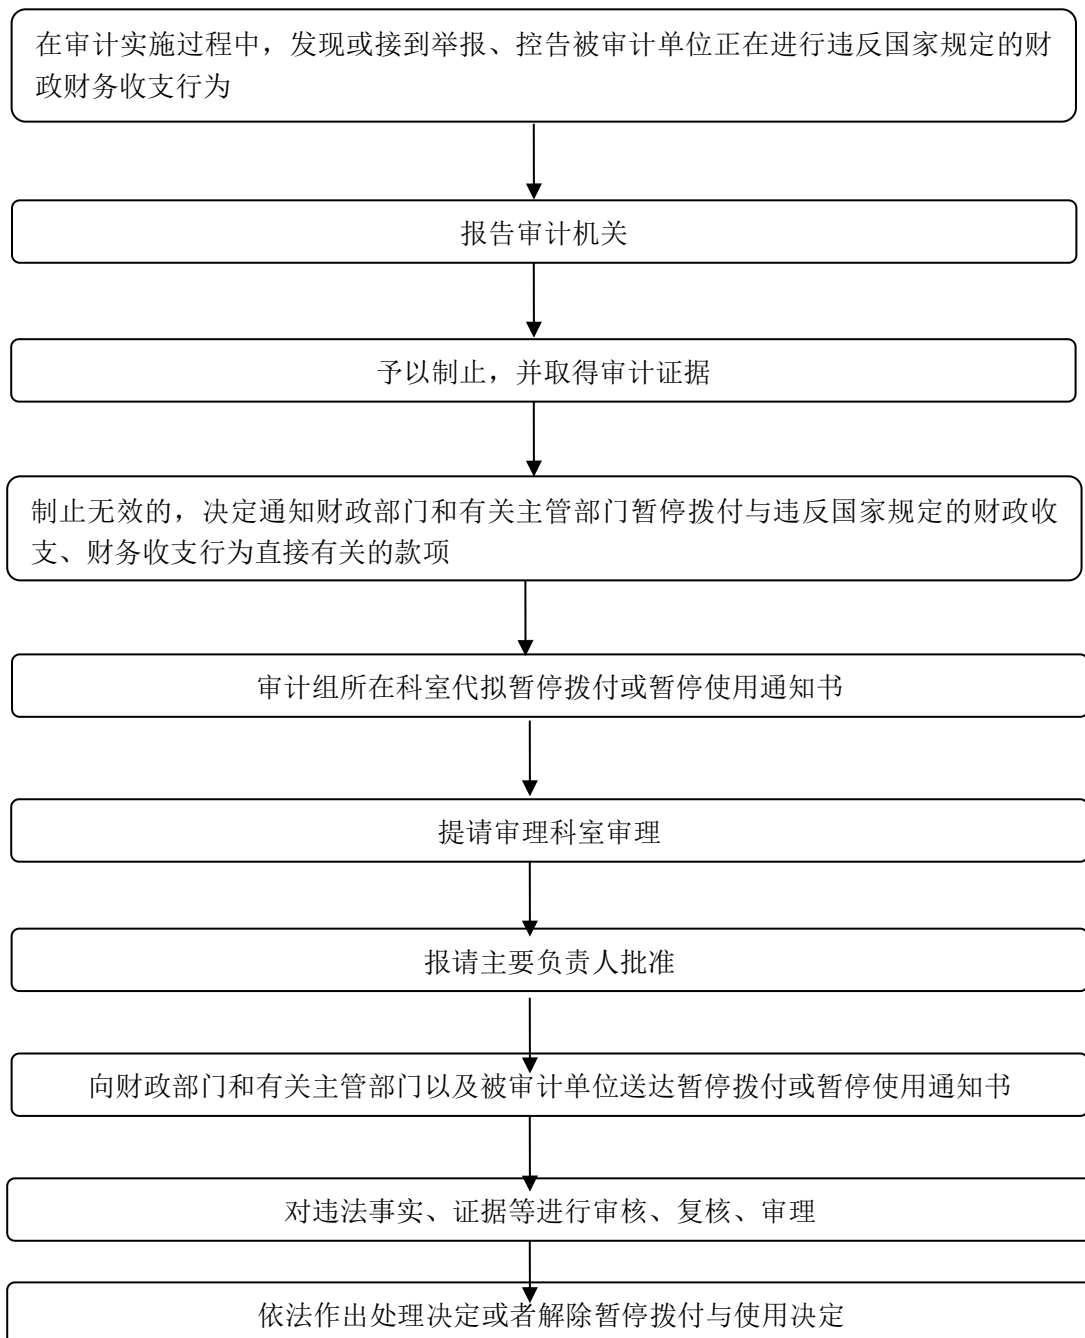 在审计实施过程中，发现或接到举报、控告被审计单位正在进行违反国家规定的财
政财务收支行为
报告审计机关
予以制止，并取得审计证据
制止无效的，决定通知财政部门和有关主管部门暂停拨付与违反国家规定的财政收
支、财务收支行为直接有关的款项
审计组所在科室代拟暂停拨付或暂停使用通知书
提请审理科室审理
报请主要负责人批准
向财政部门和有关主管部门以及被审计单位送达暂停拨付或暂停使用通知书
对违法事实、证据等进行审核、复核、审理
依法作出处理决定或者解除暂停拨付与使用决定